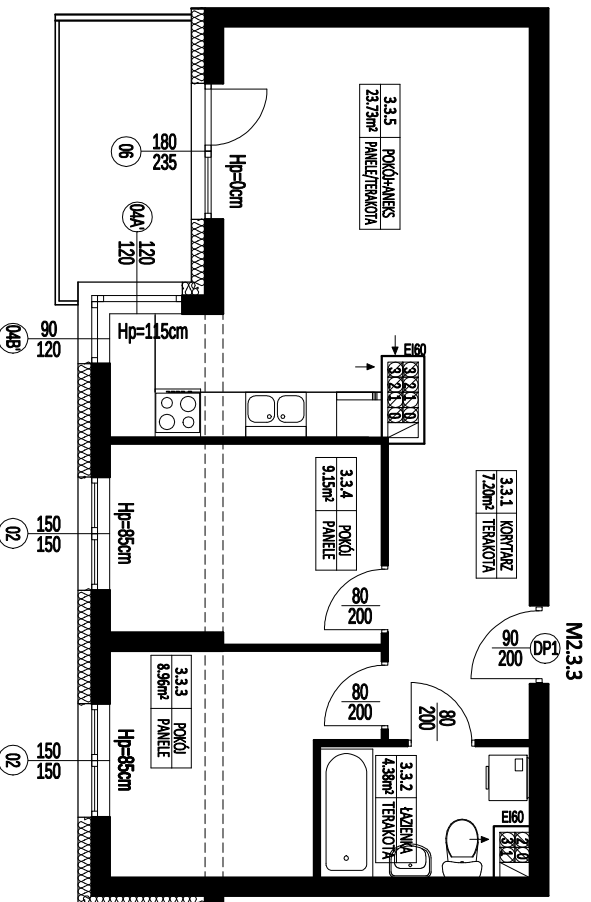 3.3.5 POKÓJ+ANEKS
23.73m² PANELE/TERAKOTA
180
235
06
Hp=0cm
04A'
120
120
Hp=115cm
90
120
04B'
EI60
3.3.1 KORYTARZ
7.20m² TERAKOTA
3.3.4 POKÓJ
9.15m² PANELE
Hp=85cm
150
150
02
80
200
M2.3.3
90
200
DP1
3.3.3 POKÓJ
8.96m² PANELE
80
200
80
200
Hp=85cm
150
150
02
3.3.2 ŁAZIENKA
4.38m² TERAKOTA
EI60